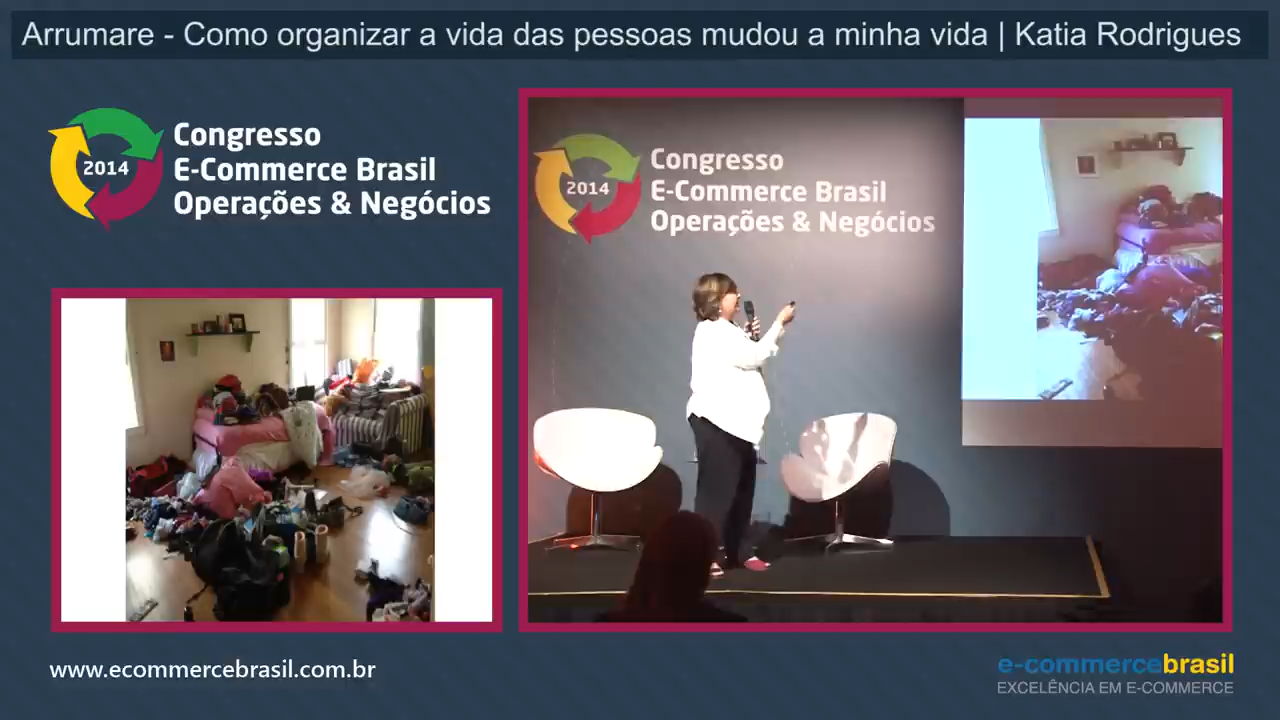 Arrumare - Como organizar a vida das pessoas mudou a minha vida | Katia Rodrigues
2014
Congresso
E-Commerce Brasil
Operações & Negócios
2014
Congresso
E-Commerce Brasil
Operações & Negócios
www.ecommercebrasil.com.br
e-commercebrasil
EXCELÊNCIA EM E-COMMERCE